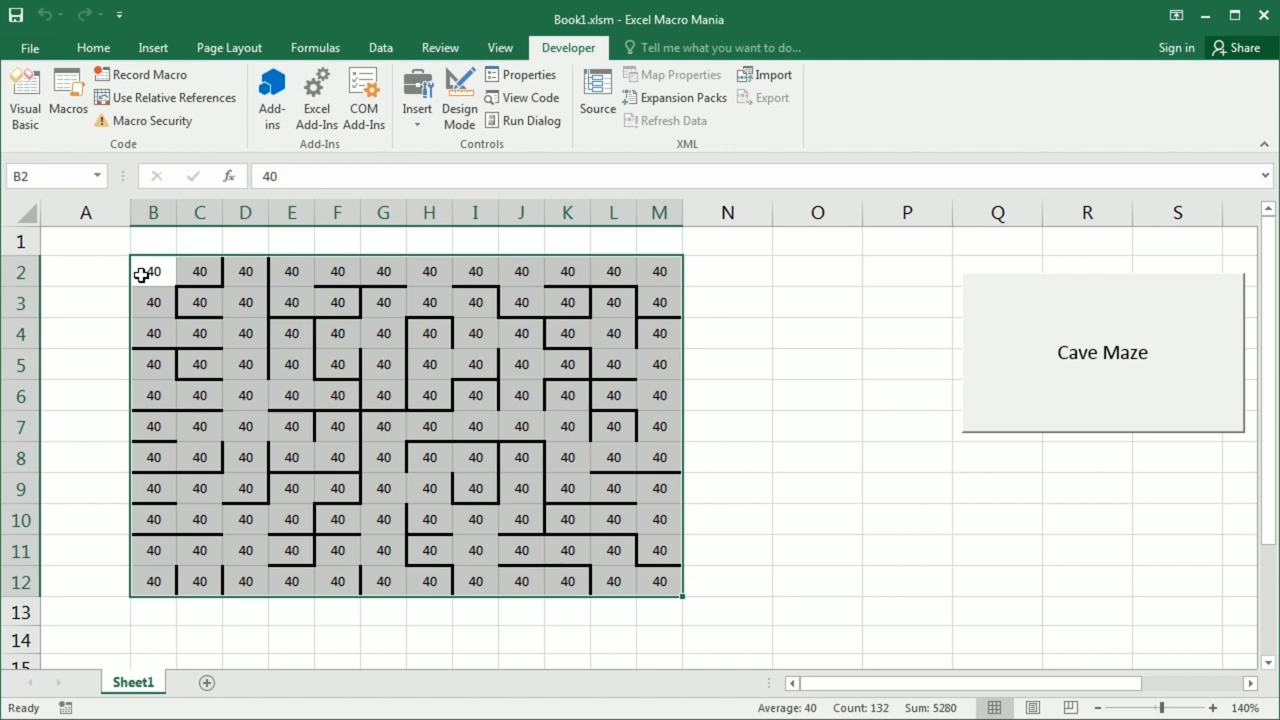 Book1.xlsm - Excel Macro Mania
File Home Insert Page Layout Formulas Data Review View Developer Tell me what you want to do... Sign in Share
Visual Basic
Macros
Record Macro
Use Relative References
Macro Security
Code
Add-ins
Excel Add-Ins
COM Add-Ins
Add-Ins
Insert
Design Mode
Properties
View Code
Run Dialog
Controls
Source
Map Properties
Expansion Packs
Refresh Data
Import
Export
XML
B2 fx 40
A B C D E F G H I J K L M N O P Q R S
1
2 40 40 40 40 40 40 40 40 40 40 40 40
3 40 40 40 40 40 40 40 40 40 40 40 40
4 40 40 40 40 40 40 40 40 40 40 40 40
5 40 40 40 40 40 40 40 40 40 40 40 40
6 40 40 40 40 40 40 40 40 40 40 40 40
7 40 40 40 40 40 40 40 40 40 40 40 40
8 40 40 40 40 40 40 40 40 40 40 40 40
9 40 40 40 40 40 40 40 40 40 40 40 40
10 40 40 40 40 40 40 40 40 40 40 40 40
11 40 40 40 40 40 40 40 40 40 40 40 40
12 40 40 40 40 40 40 40 40 40 40 40 40
13
14
15
Cave Maze
Sheet1
Ready Average: 40 Count: 132 Sum: 5280 140%